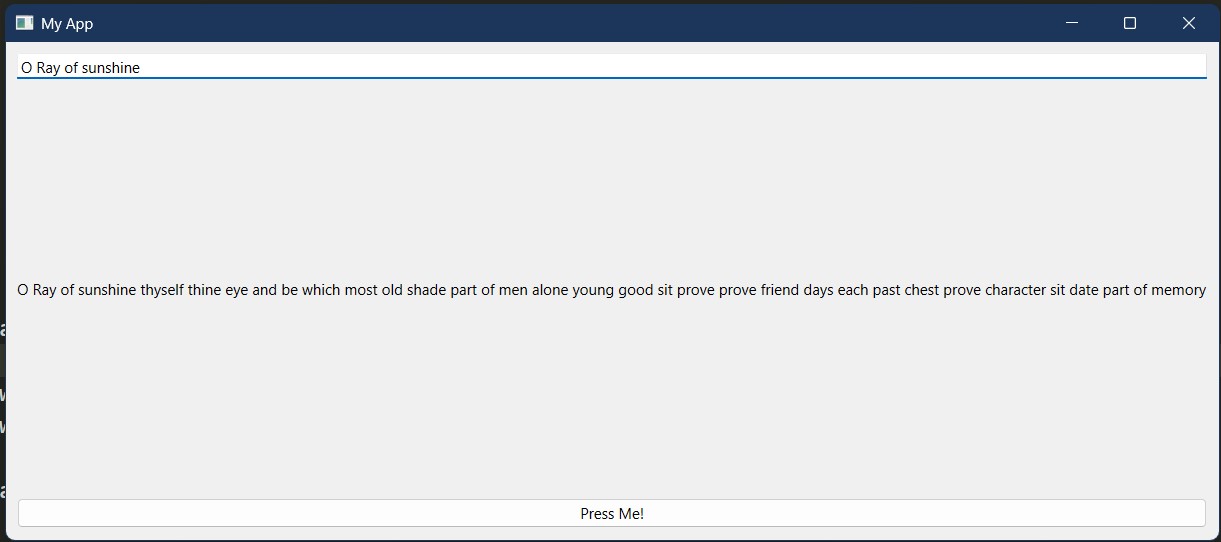 My App
O Ray of sunshine
O Ray of sunshine thyself thine eye and be which most old shade part of men alone young good sit prove prove friend days each past chest prove character sit date part of memory
Press Me!